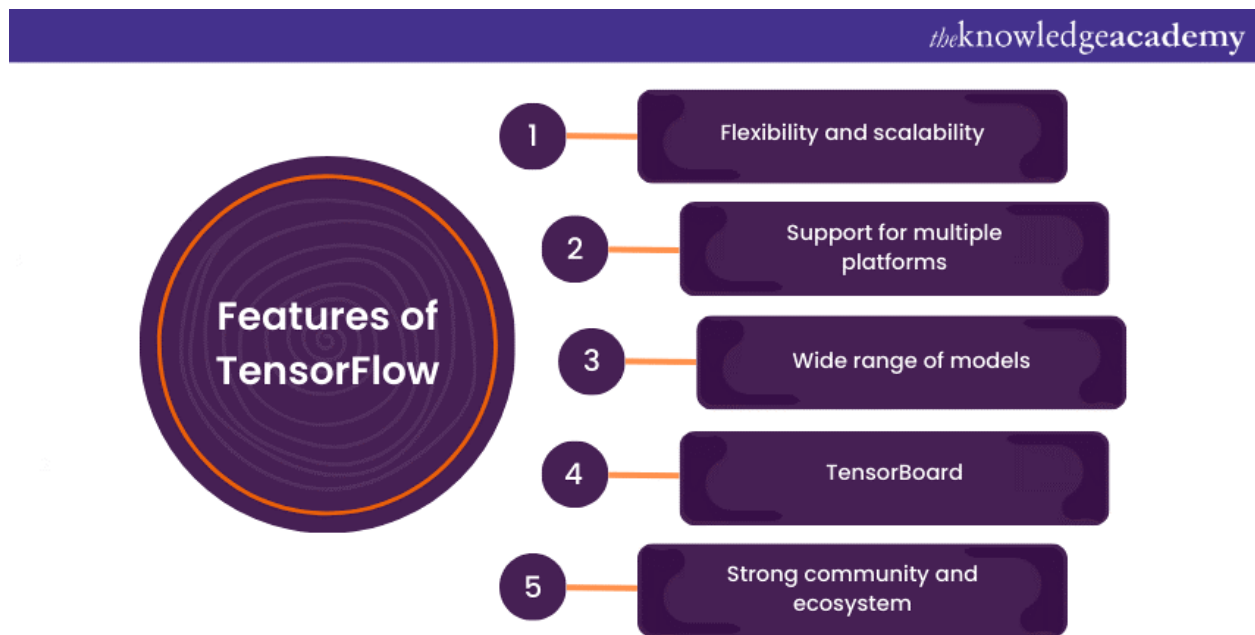 theknowledgeacademy
Features of
TensorFlow
1
Flexibility and scalability
2
Support for multiple
platforms
3
Wide range of models
4
TensorBoard
5
Strong community and
ecosystem